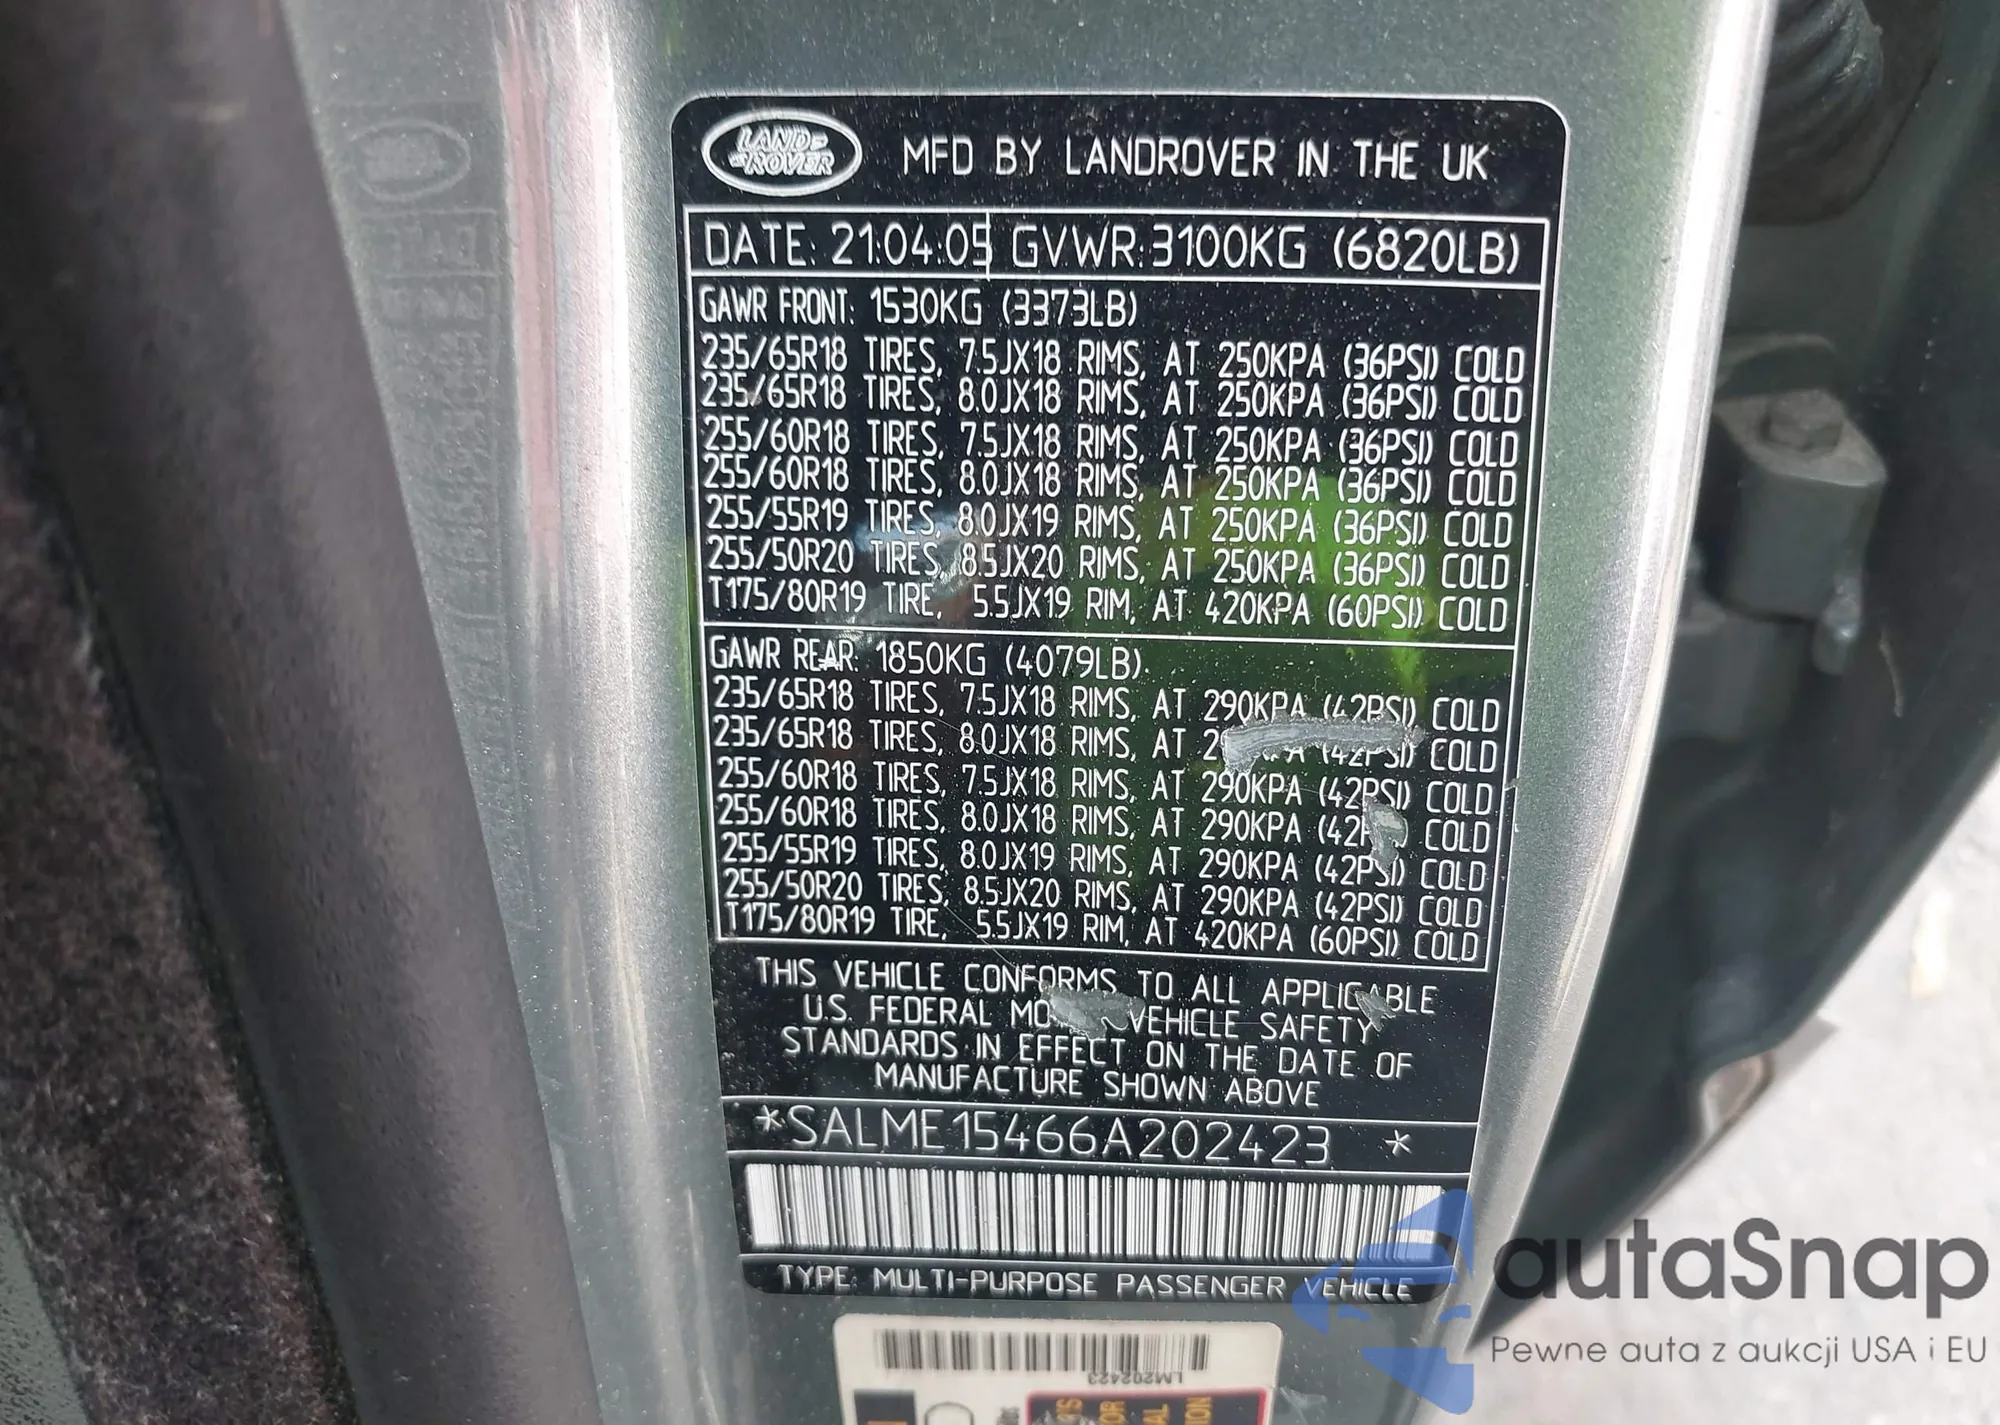 LAND-
-ROVER
MFD BY LANDROVER IN THE UK
DATE: 21:04:05 GVWR: 3100KG (6820LB)
GAWR FRONT: 1530KG (3373LB)
235/65R18 TIRES, 7.5JX18 RIMS, AT 250KPA (36PSI) COLD
235/65R18 TIRES, 8.0JX18 RIMS, AT 250KPA (36PSI) COLD
255/60R18 TIRES, 7.5JX18 RIMS, AT 250KPA (36PSI) COLD
255/60R18 TIRES, 8.0JX18 RIMS, AT 250KPA (36PSI) COLD
255/55R19 TIRES, 8.0JX19 RIMS, AT 250KPA (36PSI) COLD
255/50R20 TIRES, 8.5JX20 RIMS, AT 250KPA (36PSI) COLD
T175/80R19 TIRE, 5.5JX19 RIM, AT 420KPA (60PSI) COLD
GAWR REAR: 1850KG (4079LB)
235/65R18 TIRES, 7.5JX18 RIMS, AT 290KPA (42PSI) COLD
235/65R18 TIRES, 8.0JX18 RIMS, AT (42PSI) COLD
255/60R18 TIRES, 7.5JX18 RIMS, AT 290KPA (42PSI) COLD
255/60R18 TIRES, 8.0JX18 RIMS, AT 290KPA COLD
255/55R19 TIRES, 8.0JX19 RIMS, AT 290KPA (42PSI) COLD
255/50R20 TIRES, 8.5JX20 RIMS, AT 290KPA (42PSI) COLD
T175/80R19 TIRE, 5.5JX19 RIM, AT 420KPA (60PSI) COLD
THIS VEHICLE CONFORMS TO ALL APPLICABLE
U.S. FEDERAL VEHICLE SAFETY
STANDARDS IN EFFECT ON THE DATE OF
MANUFACTURE SHOWN ABOVE
*SALME15466A202423 *
TYPE: MULTI-PURPOSE PASSENGER VEHICLE
LM202423
autaSnap
Pewne auta z aukcji USA i EU